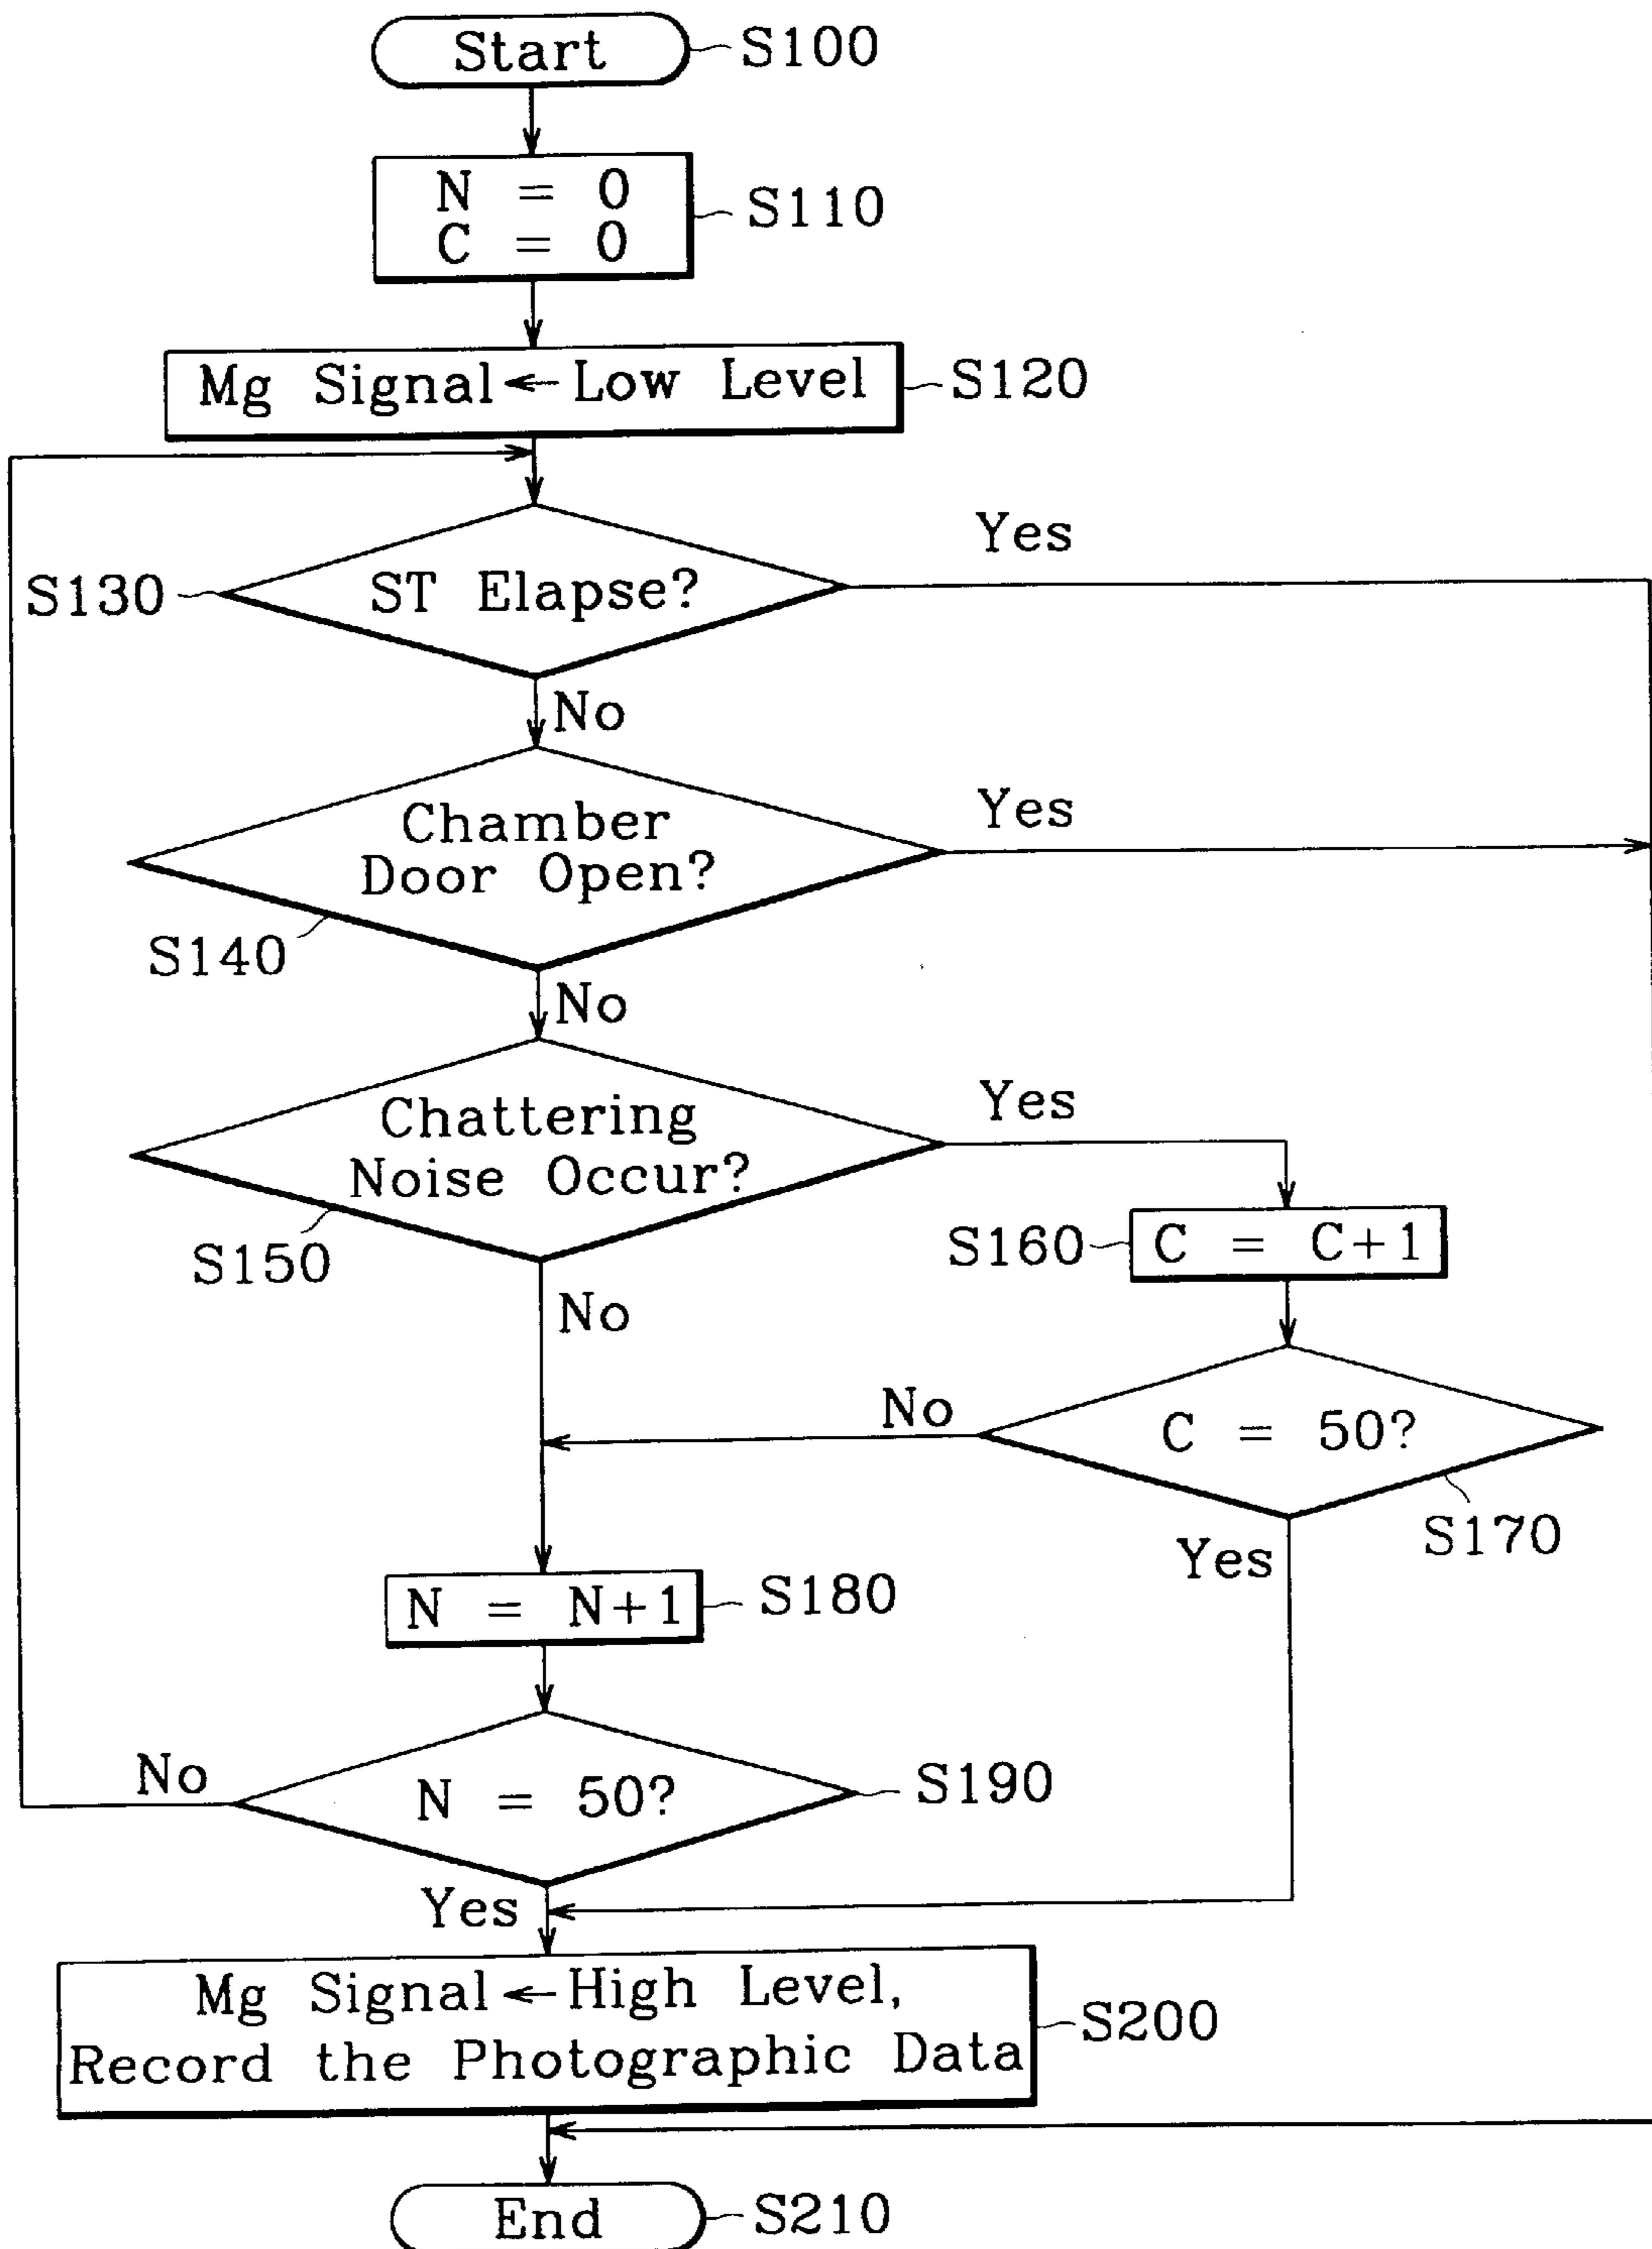 Start
S100
N = 0
C = 0
S110
Mg Signal ← Low Level
S120
Yes
S130
ST Elapse?
No
Yes
Chamber
Door Open?
S140
No
Yes
Chattering
Noise Occur?
S150
S160
C = C+1
No
No
C = 50?
S170
Yes
N = N+1
S180
No
N = 50?
S190
Yes
Mg Signal ← High Level,
Record the Photographic Data
S200
End
S210